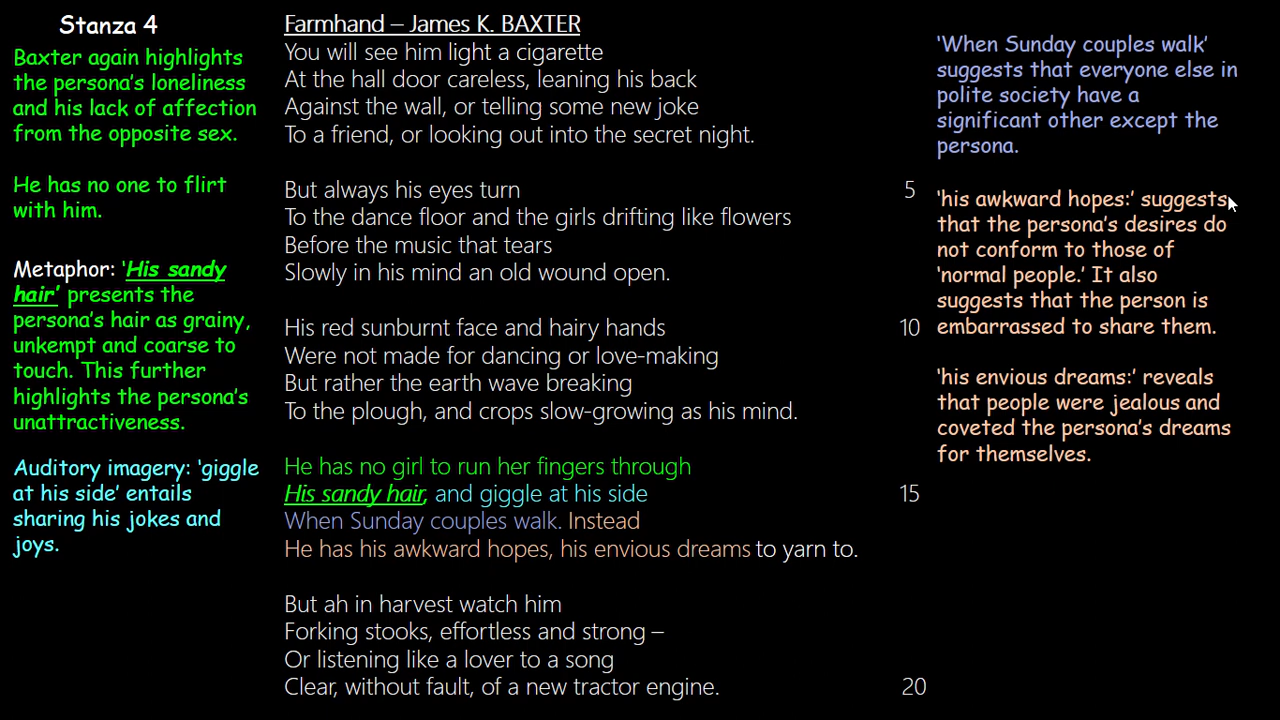 Stanza 4
Baxter again highlights
the persona's loneliness
and his lack of affection
from the opposite sex.
He has no one to flirt
with him.
Metaphor: 'His sandy
hair' presents the
persona's hair as grainy,
unkempt and coarse to
touch. This further
highlights the persona's
unattractiveness.
Auditory imagery: 'giggle
at his side' entails
sharing his jokes and
joys.
Farmhand – James K. BAXTER
You will see him light a cigarette
At the hall door careless, leaning his back
Against the wall, or telling some new joke
To a friend, or looking out into the secret night.
But always his eyes turn 5
To the dance floor and the girls drifting like flowers
Before the music that tears
Slowly in his mind an old wound open.
His red sunburnt face and hairy hands 10
Were not made for dancing or love-making
But rather the earth wave breaking
To the plough, and crops slow-growing as his mind.
He has no girl to run her fingers through
His sandy hair, and giggle at his side 15
When Sunday couples walk. Instead
He has his awkward hopes, his envious dreams to yarn to.
But ah in harvest watch him
Forking stooks, effortless and strong –
Or listening like a lover to a song
Clear, without fault, of a new tractor engine. 20
'When Sunday couples walk'
suggests that everyone else in
polite society have a
significant other except the
persona.
'his awkward hopes:' suggests
that the persona's desires do
not conform to those of
'normal people.' It also
suggests that the person is
embarrassed to share them.
'his envious dreams:' reveals
that people were jealous and
coveted the persona's dreams
for themselves.